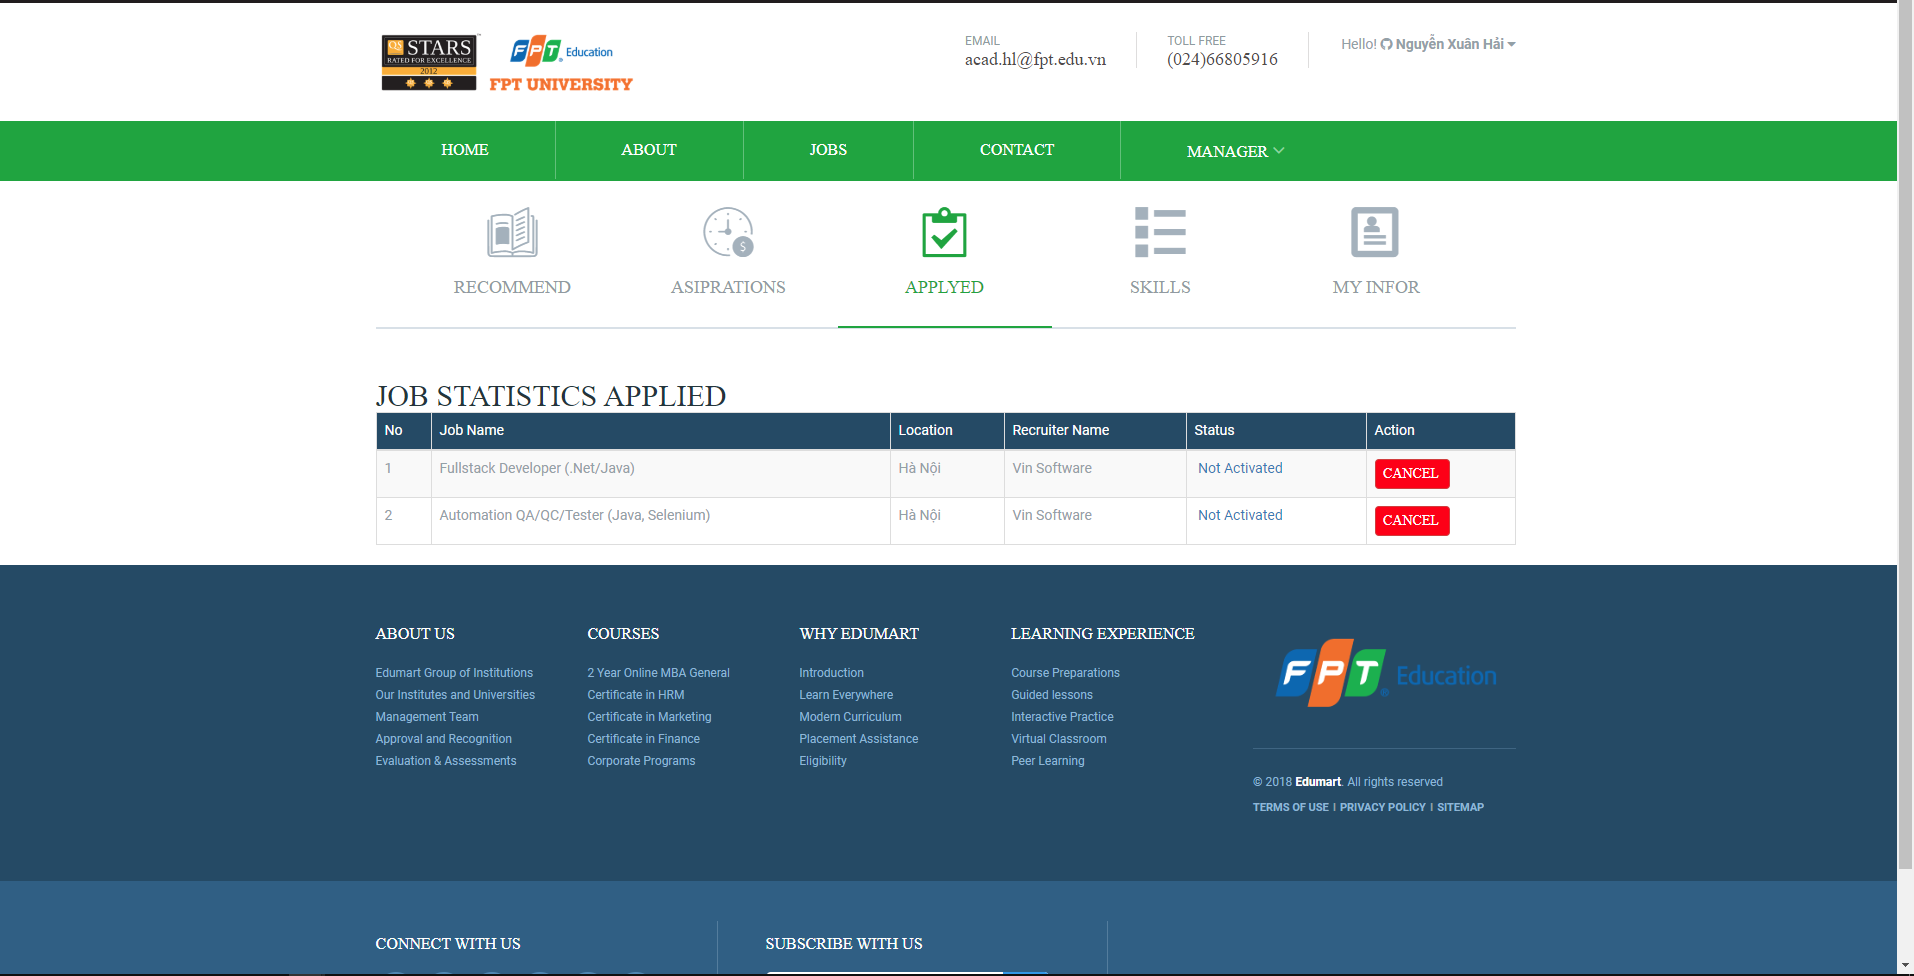 QS STARS™
RATED FOR EXCELLENCE
2012
FPT® Education
FPT UNIVERSITY
EMAIL
acad.hl@fpt.edu.vn
TOLL FREE
(024)66805916
Hello! Nguyễn Xuân Hải
HOME ABOUT JOBS CONTACT MANAGER
RECOMMEND ASIPRATIONS APPLYED SKILLS MY INFOR
JOB STATISTICS APPLIED
No Job Name Location Recruiter Name Status Action
1 Fullstack Developer (.Net/Java) Hà Nội Vin Software Not Activated CANCEL
2 Automation QA/QC/Tester (Java, Selenium) Hà Nội Vin Software Not Activated CANCEL
ABOUT US
Edumart Group of Institutions
Our Institutes and Universities
Management Team
Approval and Recognition
Evaluation & Assessments
COURSES
2 Year Online MBA General
Certificate in HRM
Certificate in Marketing
Certificate in Finance
Corporate Programs
WHY EDUMART
Introduction
Learn Everywhere
Modern Curriculum
Placement Assistance
Eligibility
LEARNING EXPERIENCE
Course Preparations
Guided lessons
Interactive Practice
Virtual Classroom
Peer Learning
FPT® Education
© 2018 Edumart. All rights reserved
TERMS OF USE | PRIVACY POLICY | SITEMAP
CONNECT WITH US
SUBSCRIBE WITH US